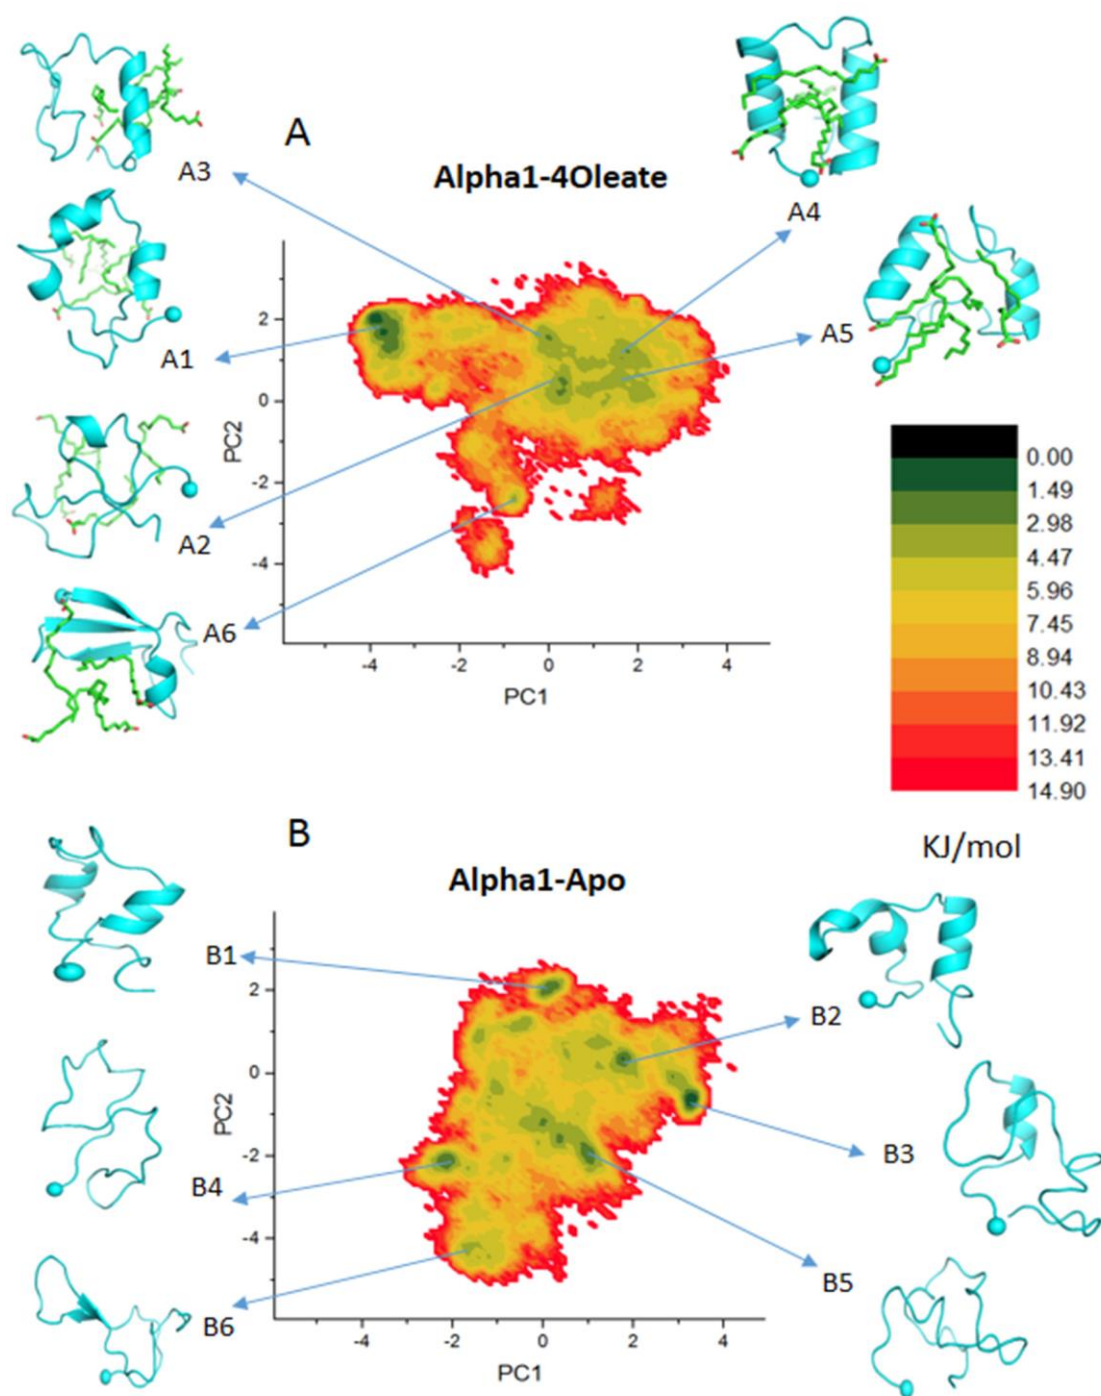 A
Alpha1-4Oleate
A3
A4
A1
A5
A2
A6
PC2
2
0
-2
-4
-4
-2
0
2
4
PC1
0.00
1.49
2.98
4.47
5.96
7.45
8.94
10.43
11.92
13.41
14.90
KJ/mol
B
Alpha1-Apo
B1
B2
B3
B4
B5
B6
PC2
2
0
-2
-4
-4
-2
0
2
4
PC1